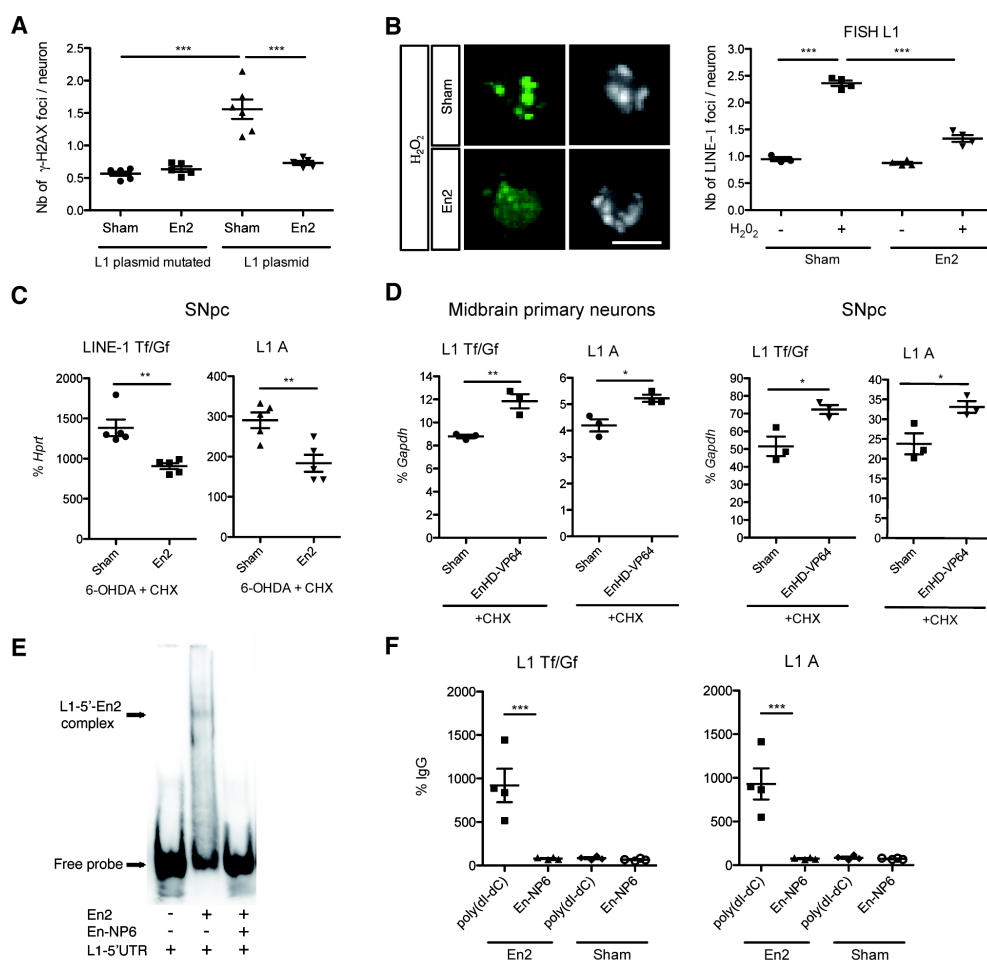 A
***
***
Nb of γ-H2AX foci / neuron
2.5
2.0
1.5
1.0
0.5
0.0
Sham
En2
Sham
En2
L1 plasmid mutated
L1 plasmid
B
H2O2
Sham
En2
FISH L1
***
***
Nb of LINE-1 foci / neuron
3.0
2.5
2.0
1.5
1.0
0.5
0.0
H2O2
-
+
-
+
Sham
En2
C
SNpc
LINE-1 Tf/Gf
**
% Hprt
2000
1500
1000
500
0
Sham
En2
6-OHDA + CHX
L1 A
**
400
300
200
100
0
Sham
En2
6-OHDA + CHX
D
Midbrain primary neurons
L1 Tf/Gf
**
% Gapdh
14
12
10
8
6
4
2
0
Sham
EnHD-VP64
+CHX
L1 A
*
6
5
4
3
2
1
0
Sham
EnHD-VP64
+CHX
SNpc
L1 Tf/Gf
*
% Gapdh
90
80
70
60
50
40
30
20
10
0
Sham
EnHD-VP64
+CHX
L1 A
*
40
35
30
25
20
15
10
5
0
Sham
EnHD-VP64
+CHX
E
L1-5'-En2
complex
Free probe
En2 - + +
En-NP6 - - +
L1-5'UTR + + +
F
L1 Tf/Gf
***
% IgG
2000
1500
1000
500
0
poly(dI-dC)
En-NP6
poly(dI-dC)
En-NP6
En2
Sham
L1 A
***
2000
1500
1000
500
0
poly(dI-dC)
En-NP6
poly(dI-dC)
En-NP6
En2
Sham